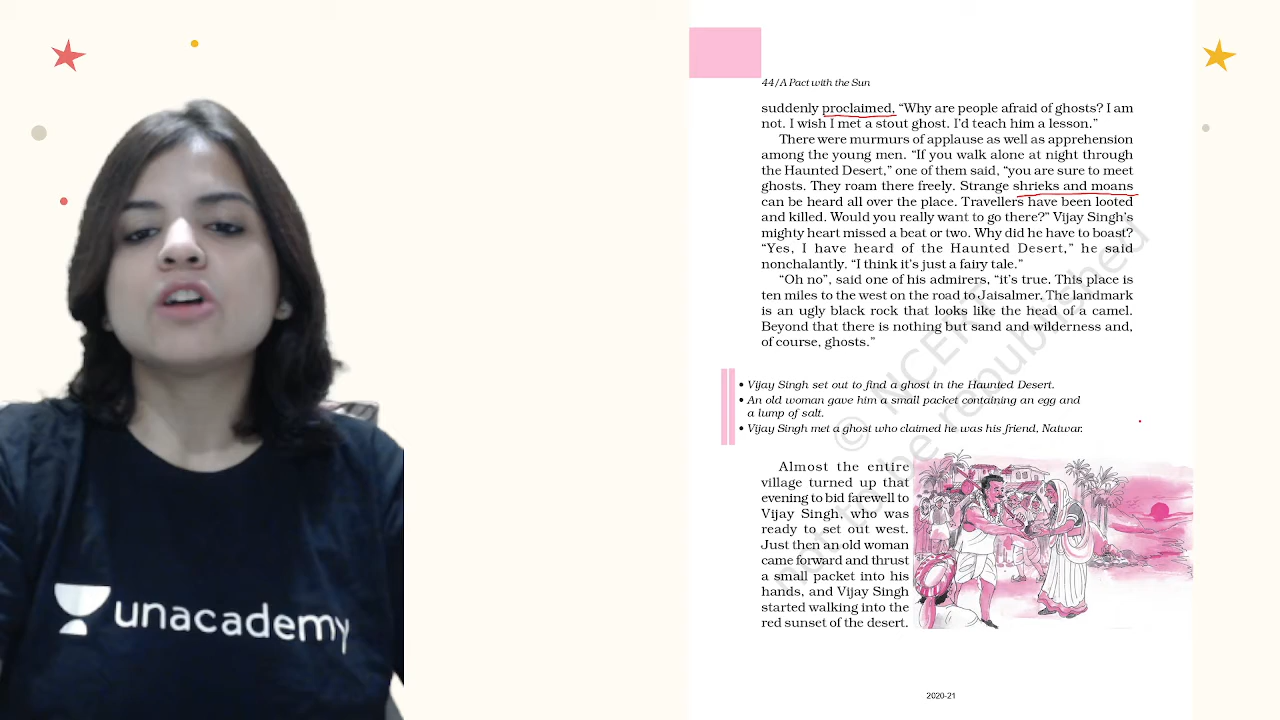 unacademy
44/A Pact with the Sun
suddenly proclaimed, “Why are people afraid of ghosts? I am
not. I wish I met a stout ghost. I’d teach him a lesson.”
There were murmurs of applause as well as apprehension
among the young men. “If you walk alone at night through
the Haunted Desert,” one of them said, “you are sure to meet
ghosts. They roam there freely. Strange shrieks and moans
can be heard all over the place. Travellers have been looted
and killed. Would you really want to go there?” Vijay Singh’s
mighty heart missed a beat or two. Why did he have to boast?
“Yes, I have heard of the Haunted Desert,” he said
nonchalantly. “I think it’s just a fairy tale.”
“Oh no”, said one of his admirers, “it’s true. This place is
ten miles to the west on the road to Jaisalmer. The landmark
is an ugly black rock that looks like the head of a camel.
Beyond that there is nothing but sand and wilderness and,
of course, ghosts.”
• Vijay Singh set out to find a ghost in the Haunted Desert.
• An old woman gave him a small packet containing an egg and
a lump of salt.
• Vijay Singh met a ghost who claimed he was his friend, Natwar.
Almost the entire
village turned up that
evening to bid farewell to
Vijay Singh, who was
ready to set out west.
Just then an old woman
came forward and thrust
a small packet into his
hands, and Vijay Singh
started walking into the
red sunset of the desert.
© NCERT
not to be republished
2020-21